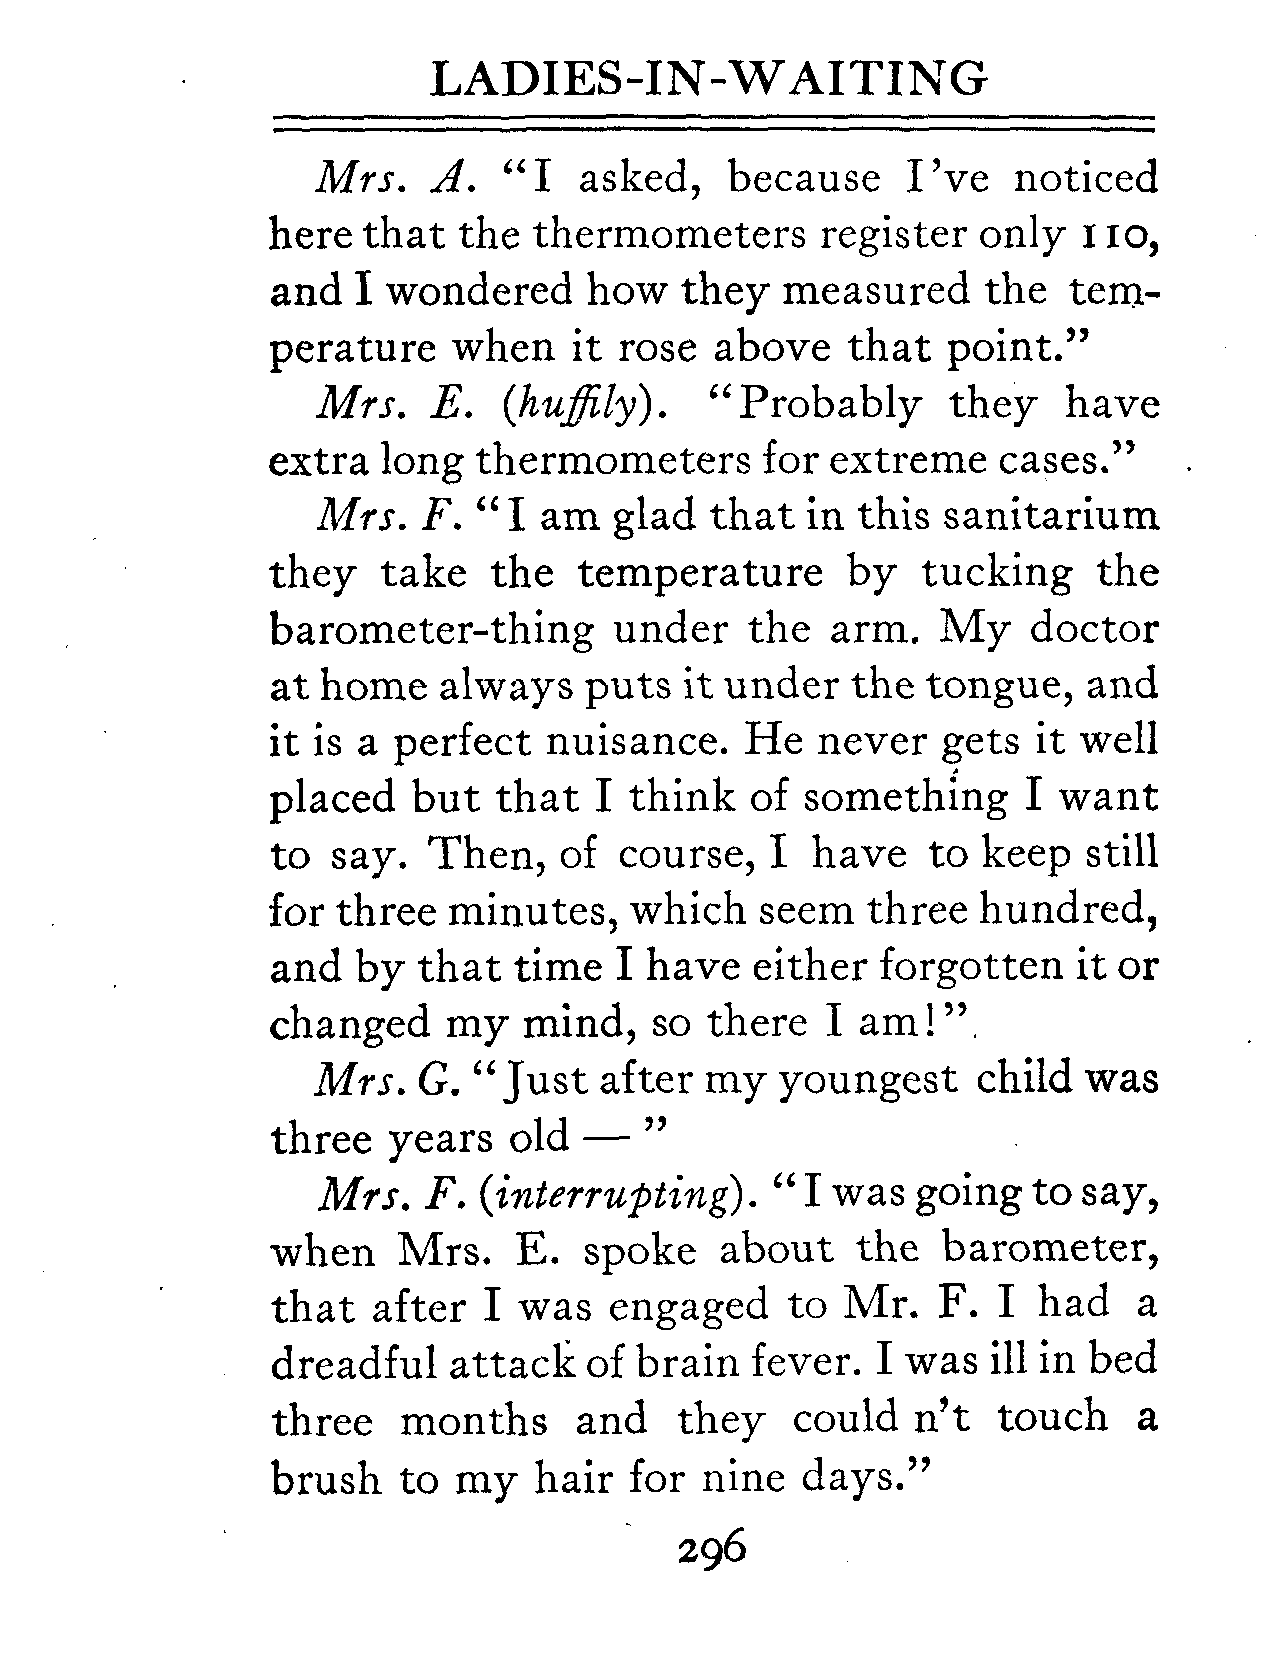 LADIES-IN-WAITING
Mrs. A. “I asked, because I’ve noticed
here that the thermometers register only 110,
and I wondered how they measured the tem-
perature when it rose above that point.”
Mrs. E. (huffily). “Probably they have
extra long thermometers for extreme cases.”
Mrs. F. “I am glad that in this sanitarium
they take the temperature by tucking the
barometer-thing under the arm. My doctor
at home always puts it under the tongue, and
it is a perfect nuisance. He never gets it well
placed but that I think of something I want
to say. Then, of course, I have to keep still
for three minutes, which seem three hundred,
and by that time I have either forgotten it or
changed my mind, so there I am!”
Mrs. G. “Just after my youngest child was
three years old — ”
Mrs. F. (interrupting). “I was going to say,
when Mrs. E. spoke about the barometer,
that after I was engaged to Mr. F. I had a
dreadful attack of brain fever. I was ill in bed
three months and they could n’t touch a
brush to my hair for nine days.”
296